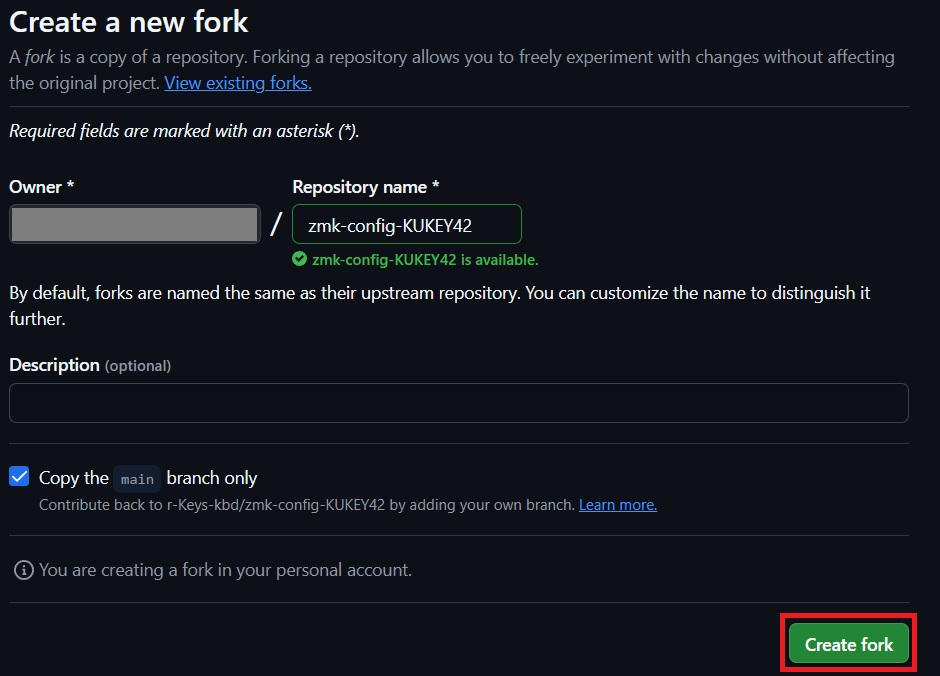 Create a new fork
A fork is a copy of a repository. Forking a repository allows you to freely experiment with changes without affecting
the original project. View existing forks.
Required fields are marked with an asterisk (*).
Owner * Repository name *
/ zmk-config-KUKEY42
zmk-config-KUKEY42 is available.
By default, forks are named the same as their upstream repository. You can customize the name to distinguish it
further.
Description (optional)
Copy the main branch only
Contribute back to r-Keys-kbd/zmk-config-KUKEY42 by adding your own branch. Learn more.
You are creating a fork in your personal account.
Create fork